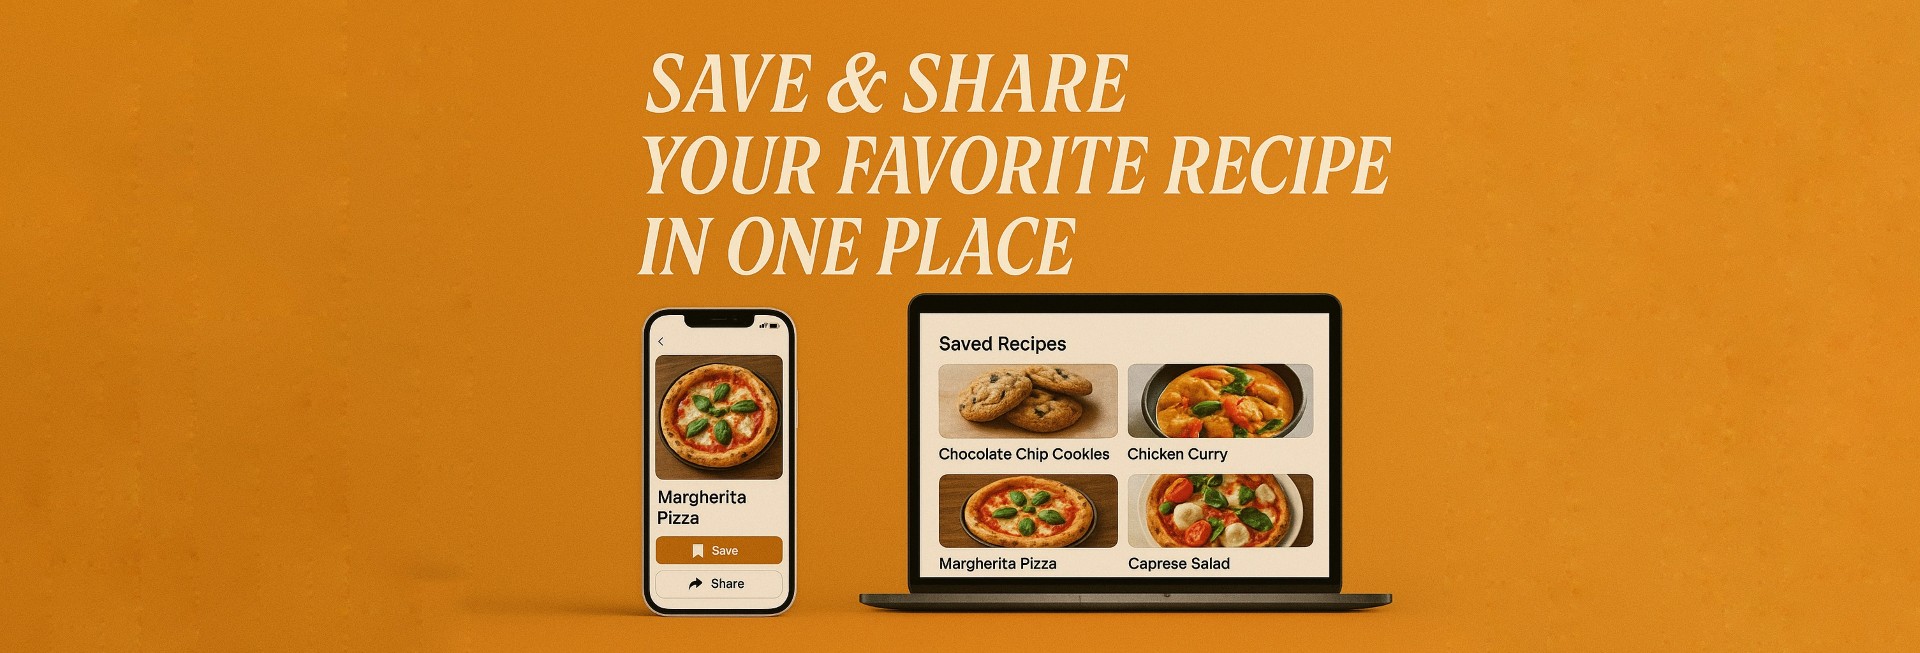 SAVE & SHARE
YOUR FAVORITE RECIPE
IN ONE PLACE
Margherita
Pizza
Save
Share
Saved Recipes
Chocolate Chip Cookles
Chicken Curry
Margherita Pizza
Caprese Salad